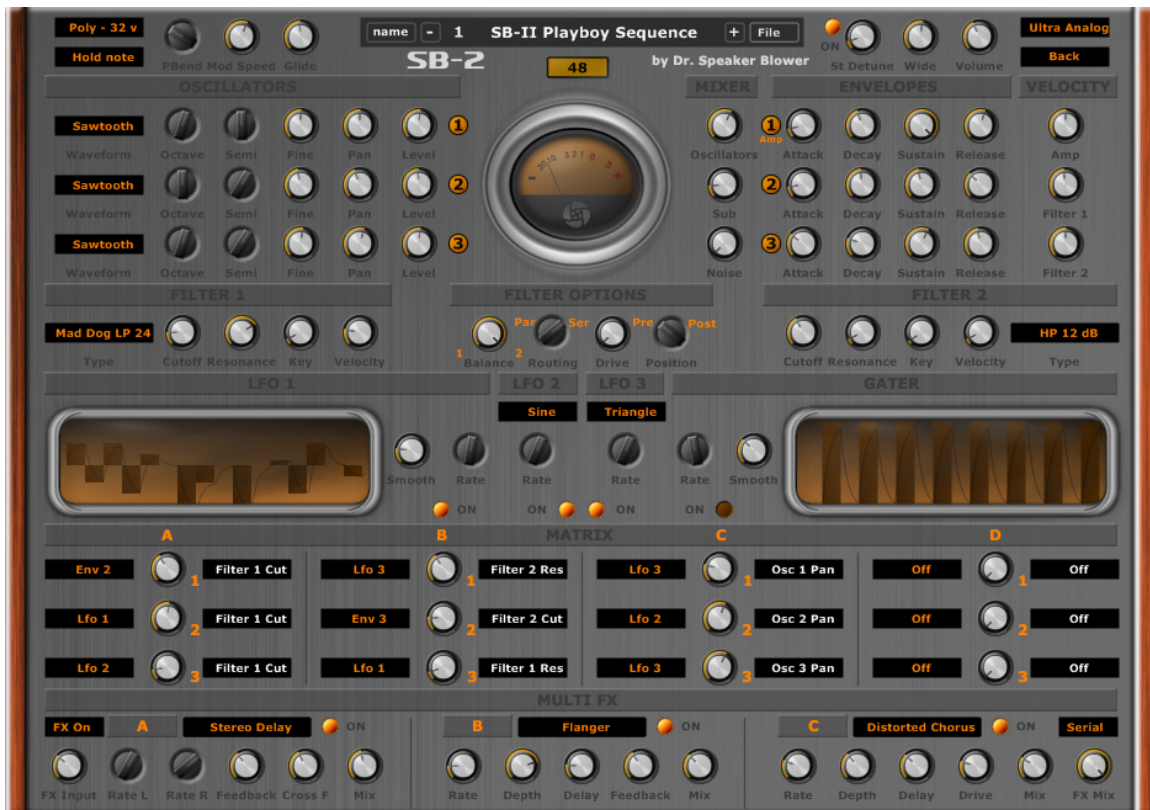 Poly - 32 v
Hold note
PBend Mod Speed Glide
name - 1 SB-II Playboy Sequence + File
SB-2 48 by Dr. Speaker Blower
ON St Detune Wide Volume
Ultra Analog
Back
OSCILLATORS MIXER ENVELOPES VELOCITY
Sawtooth 1 1
Amp
Waveform Octave Semi Fine Pan Level Oscillators Attack Decay Sustain Release Amp
Sawtooth 2 2
Waveform Octave Semi Fine Pan Level Sub Attack Decay Sustain Release Filter 1
Sawtooth 3 3
Waveform Octave Semi Fine Pan Level Noise Attack Decay Sustain Release Filter 2
-∞ 20 10 3 2 1 0 3
FILTER 1 FILTER OPTIONS FILTER 2
Mad Dog LP 24 Par Ser Pre Post HP 12 dB
1 2
Type Cutoff Resonance Key Velocity Balance Routing Drive Position Cutoff Resonance Key Velocity Type
LFO 1 LFO 2 LFO 3 GATER
Sine Triangle
Smooth Rate Rate Rate Rate Smooth
ON ON ON ON
MATRIX
A B C D
Env 2 1 Filter 1 Cut Lfo 3 1 Filter 2 Res Lfo 3 1 Osc 1 Pan Off 1 Off
Lfo 1 2 Filter 1 Cut Env 3 2 Filter 2 Cut Lfo 2 2 Osc 2 Pan Off 2 Off
Lfo 2 3 Filter 1 Cut Lfo 1 3 Filter 1 Res Lfo 3 3 Osc 3 Pan Off 3 Off
MULTI FX
FX On A Stereo Delay ON B Flanger ON C Distorted Chorus ON Serial
FX Input Rate L Rate R Feedback Cross F Mix Rate Depth Delay Feedback Mix Rate Depth Delay Drive Mix FX Mix